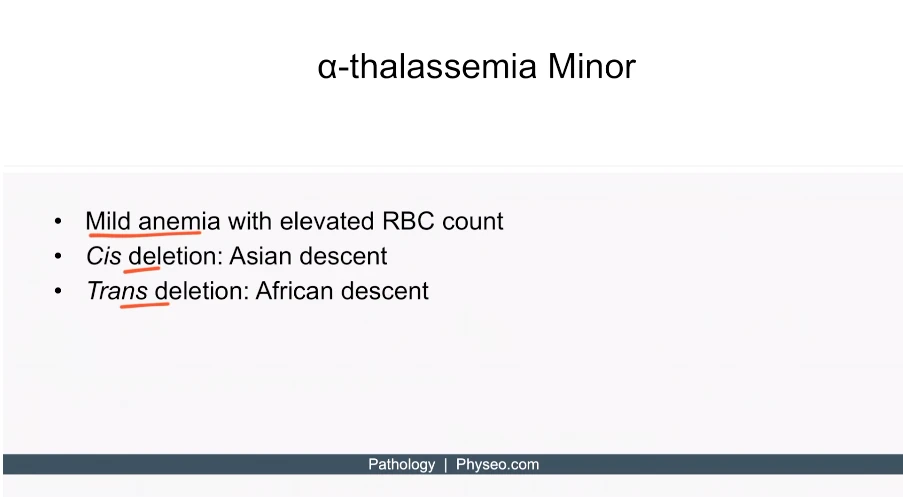 α-thalassemia Minor
• Mild anemia with elevated RBC count
• Cis deletion: Asian descent
• Trans deletion: African descent
Pathology | Physeo.com